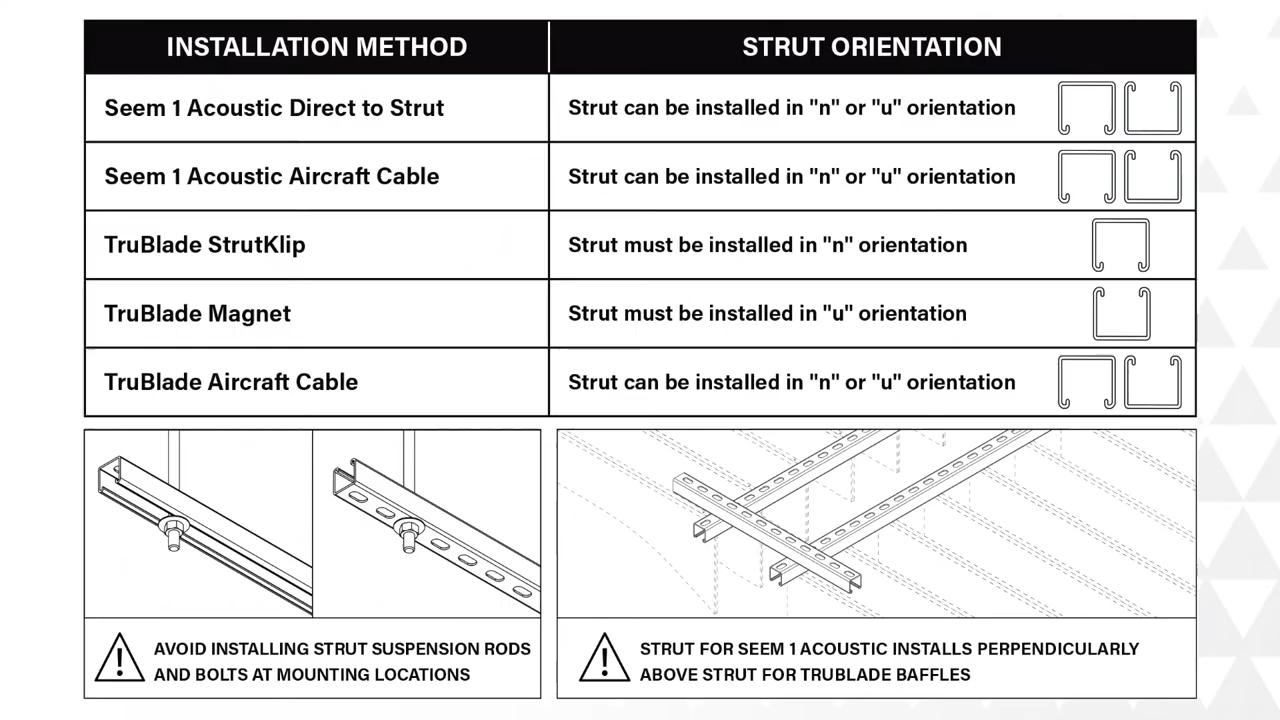 INSTALLATION METHOD
STRUT ORIENTATION
Seem 1 Acoustic Direct to Strut
Strut can be installed in "n" or "u" orientation
Seem 1 Acoustic Aircraft Cable
Strut can be installed in "n" or "u" orientation
TruBlade StrutKlip
Strut must be installed in "n" orientation
TruBlade Magnet
Strut must be installed in "u" orientation
TruBlade Aircraft Cable
Strut can be installed in "n" or "u" orientation
AVOID INSTALLING STRUT SUSPENSION RODS
AND BOLTS AT MOUNTING LOCATIONS
STRUT FOR SEEM 1 ACOUSTIC INSTALLS PERPENDICULARLY
ABOVE STRUT FOR TRUBLADE BAFFLES